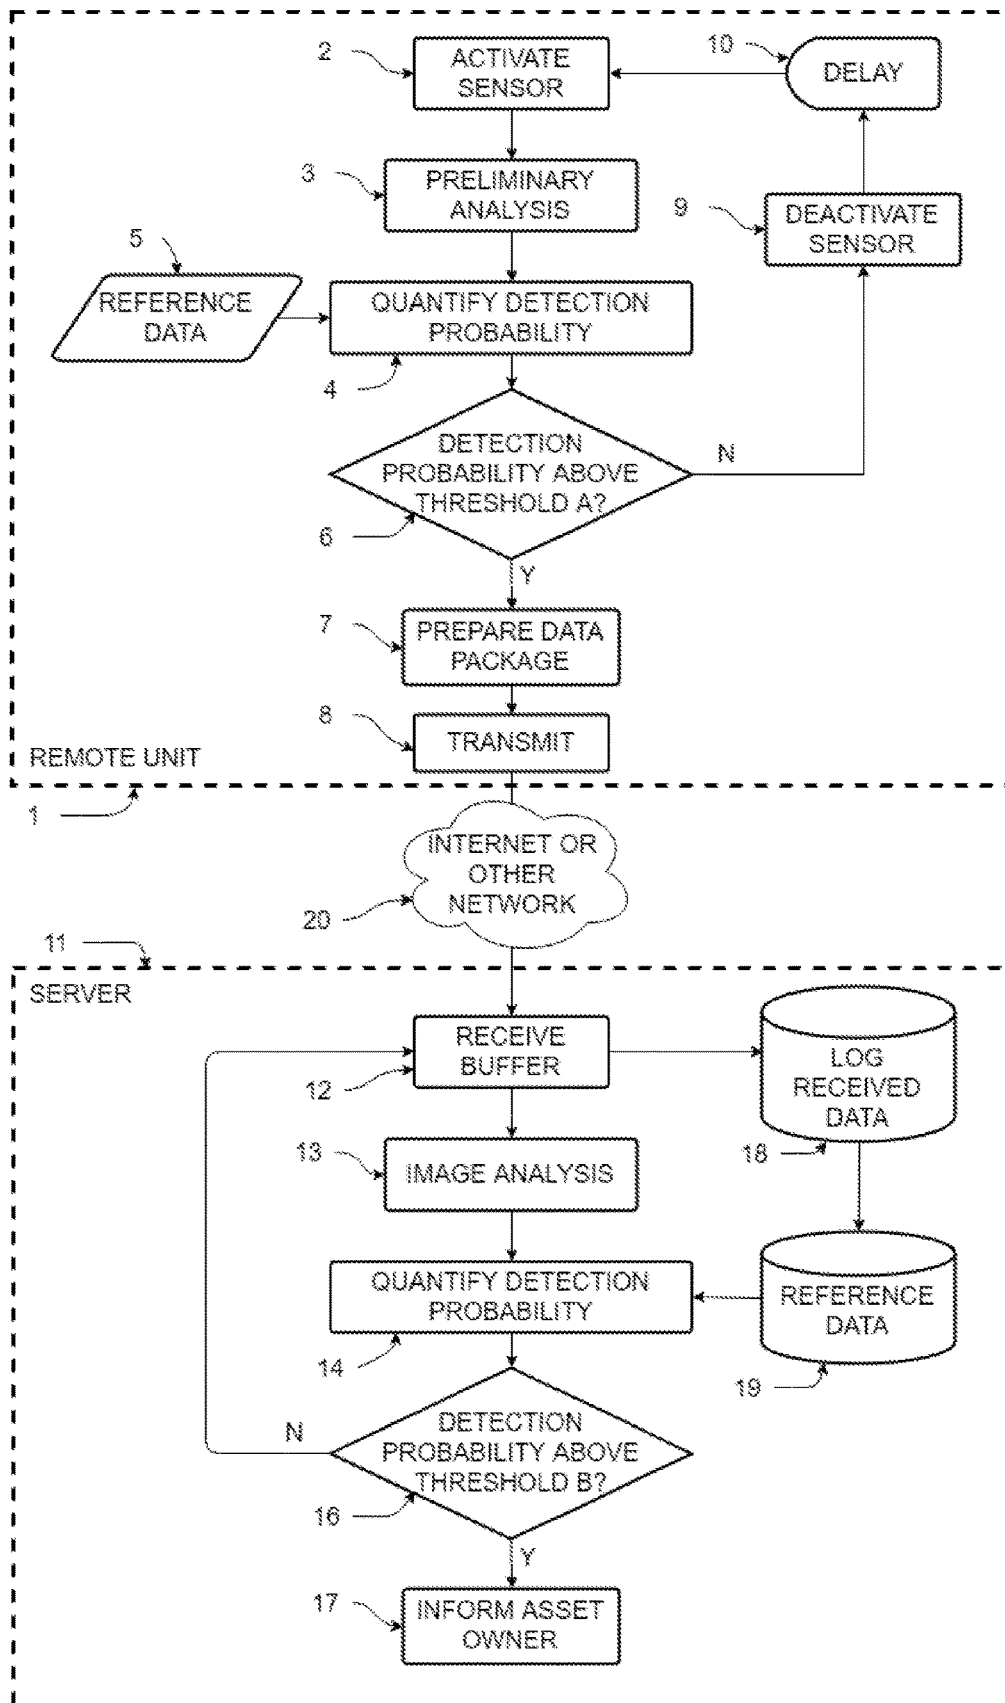 2
ACTIVATE
SENSOR
10
DELAY
3
PRELIMINARY
ANALYSIS
9
DEACTIVATE
SENSOR
5
REFERENCE
DATA
QUANTIFY DETECTION
PROBABILITY
4
DETECTION
PROBABILITY ABOVE
THRESHOLD A?
N
6
Y
7
PREPARE DATA
PACKAGE
8
TRANSMIT
REMOTE UNIT
1
INTERNET OR
OTHER
NETWORK
20
11
SERVER
RECEIVE
BUFFER
12
LOG
RECEIVED
DATA
18
13
IMAGE ANALYSIS
QUANTIFY DETECTION
PROBABILITY
14
REFERENCE
DATA
19
DETECTION
PROBABILITY ABOVE
THRESHOLD B?
N
16
Y
17
INFORM ASSET
OWNER